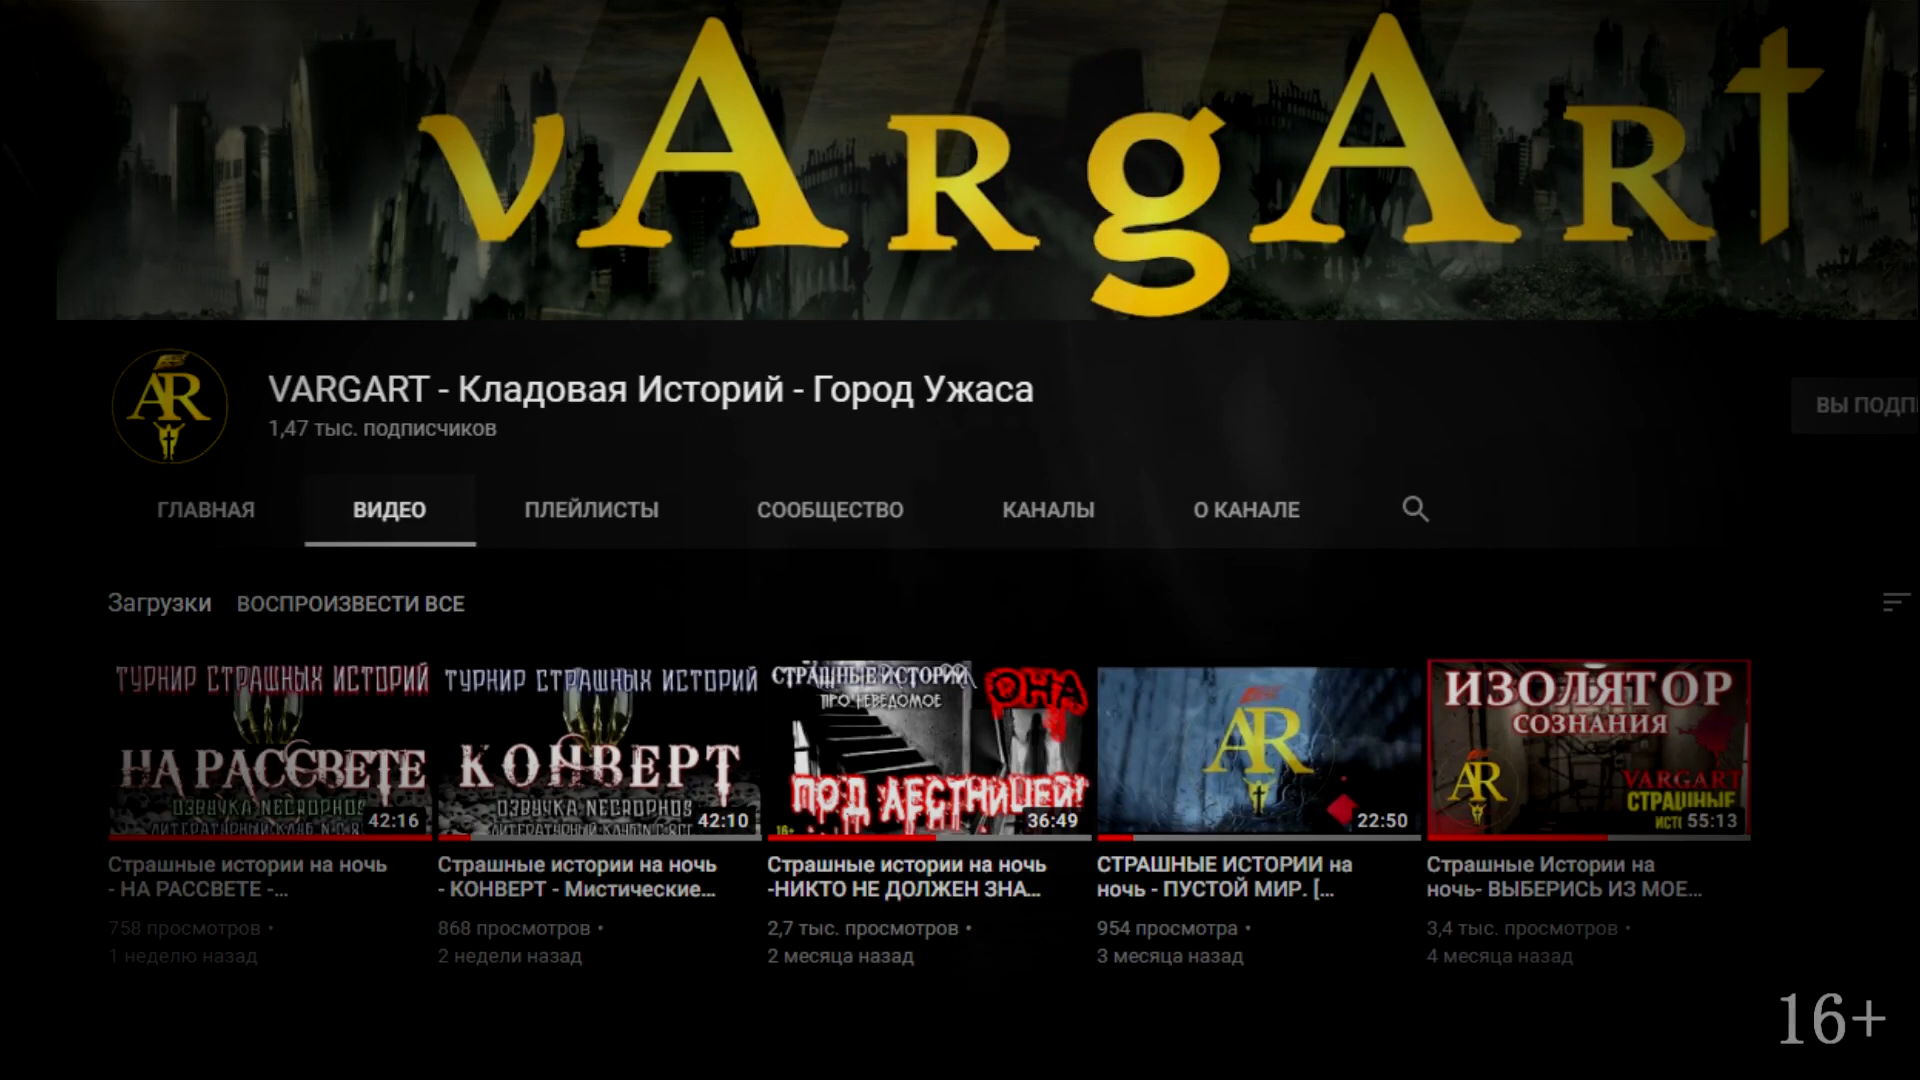 vArgArt
AR
VARGART - Кладовая Историй - Город Ужаса
1,47 тыс. подписчиков
ВЫ ПОДП
ГЛАВНАЯ ВИДЕО ПЛЕЙЛИСТЫ СООБЩЕСТВО КАНАЛЫ О КАНАЛЕ
Загрузки ВОСПРОИЗВЕСТИ ВСЕ
ТУРНИР СТРАШНЫХ ИСТОРИЙ
НА РАССВЕТЕ
ОЗВУЧКА NECROPHOS
42:16
Страшные истории на ночь
- НА РАССВЕТЕ -...
758 просмотров •
1 неделю назад
ТУРНИР СТРАШНЫХ ИСТОРИЙ
КОНВЕРТ
ОЗВУЧКА NECROPHOS
42:10
Страшные истории на ночь
- КОНВЕРТ - Мистические...
868 просмотров •
2 недели назад
СТРАШНЫЕ ИСТОРИИ
ПРО НЕВЕДОМОЕ
ОНА
ПОД ЛЕСТНИЦЕЙ!
16+
36:49
Страшные истории на ночь
-НИКТО НЕ ДОЛЖЕН ЗНА...
2,7 тыс. просмотров •
2 месяца назад
AR
22:50
СТРАШНЫЕ ИСТОРИИ на
ночь - ПУСТОЙ МИР. [...
954 просмотра •
3 месяца назад
ИЗОЛЯТОР
СОЗНАНИЯ
AR
VARGART
СТРАШНЫЕ
ИСТ
55:13
Страшные Истории на
ночь- ВЫБЕРИСЬ ИЗ МОЕ...
3,4 тыс. просмотров •
4 месяца назад
16+